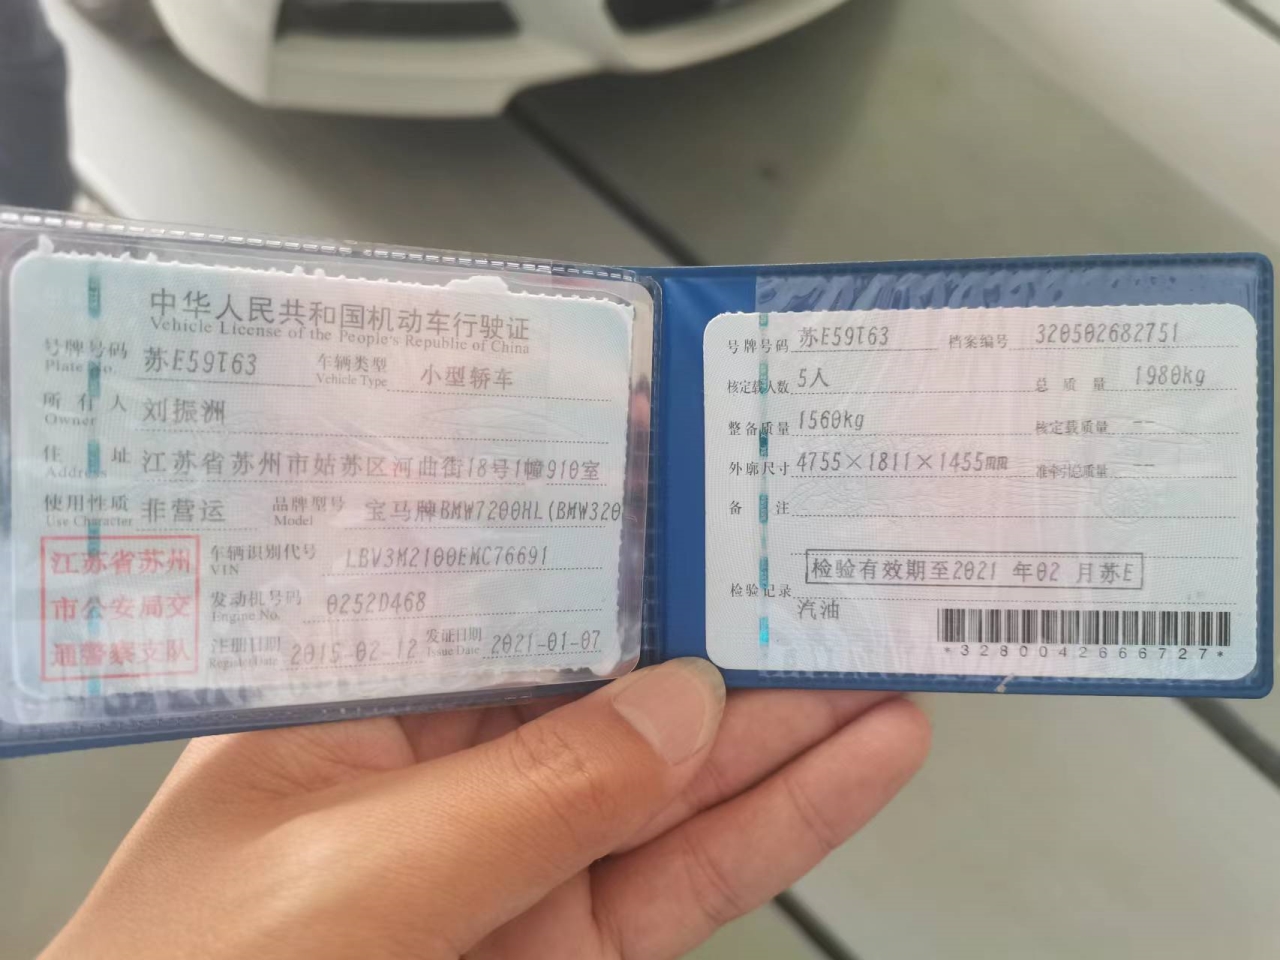 中华人民共和国机动车行驶证
Vehicle License of the People's Republic of China
号牌号码 苏E59T63 车辆类型 小型轿车
Plate No. Vehicle Type
所有人 刘振洲
Owner
住址 江苏省苏州市姑苏区河曲街18号1幢910室
Address
使用性质 非营运 品牌型号 宝马牌BMW7200HL(BMW320
Use Character Model
江苏省苏州
市公安局交
通警察支队
车辆识别代号 LBV3M2100EMC76691
VIN
发动机号码 0252D468
Engine No.
注册日期 2015-02-12 发证日期 2021-01-07
Register Date Issue Date
号牌号码 苏E59T63 档案编号 320502682751
核定载人数 5人 总质量 1980kg
整备质量 1560kg 核定载质量 --
外廓尺寸 4755×1811×1455mm 准牵引总质量 --
备注
检验有效期至2021 年02 月苏E
检验记录
汽油
*3280042666727*